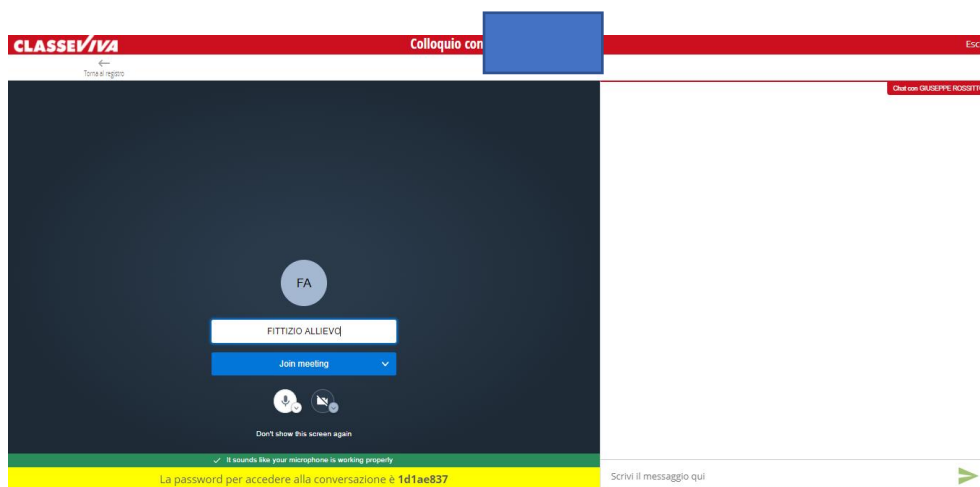 CLASSEVIVA
Colloquio con
Esc
Torna al registro
Chat con GIUSEPPE ROSSITTO
FA
FITTIZIO ALLIEVO
Join meeting
Don't show this screen again
It sounds like your microphone is working properly
La password per accedere alla conversazione è 1d1ae837
Scrivi il messaggio qui